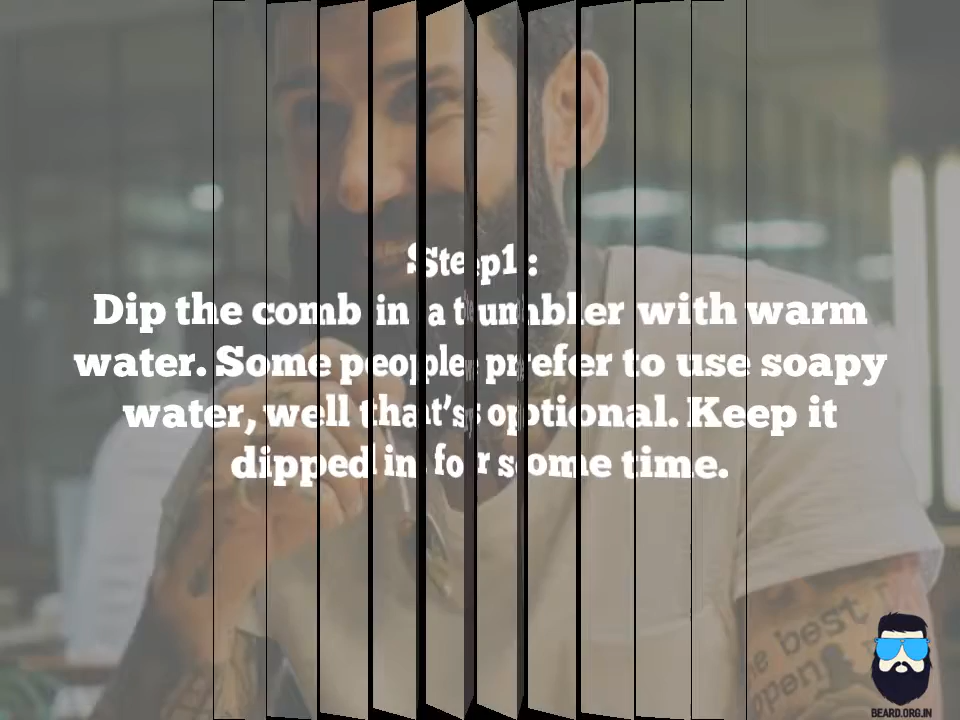 Step1:
Dip the comb in a tumbler with warm
water. Some people prefer to use soapy
water, well that's optional. Keep it
dipped in for some time.
best
BEARD.ORG.IN